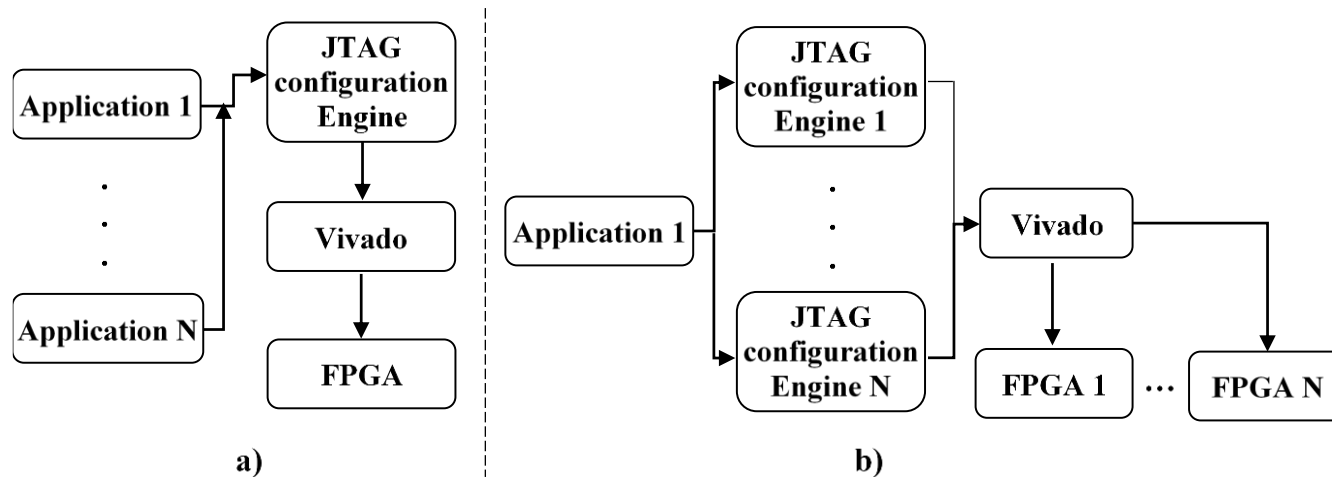 JTAG
configuration
Engine
Application 1
.
.
.
Application N
Vivado
FPGA
a)
Application 1
JTAG
configuration
Engine 1
.
.
.
JTAG
configuration
Engine N
Vivado
FPGA 1 ... FPGA N
b)